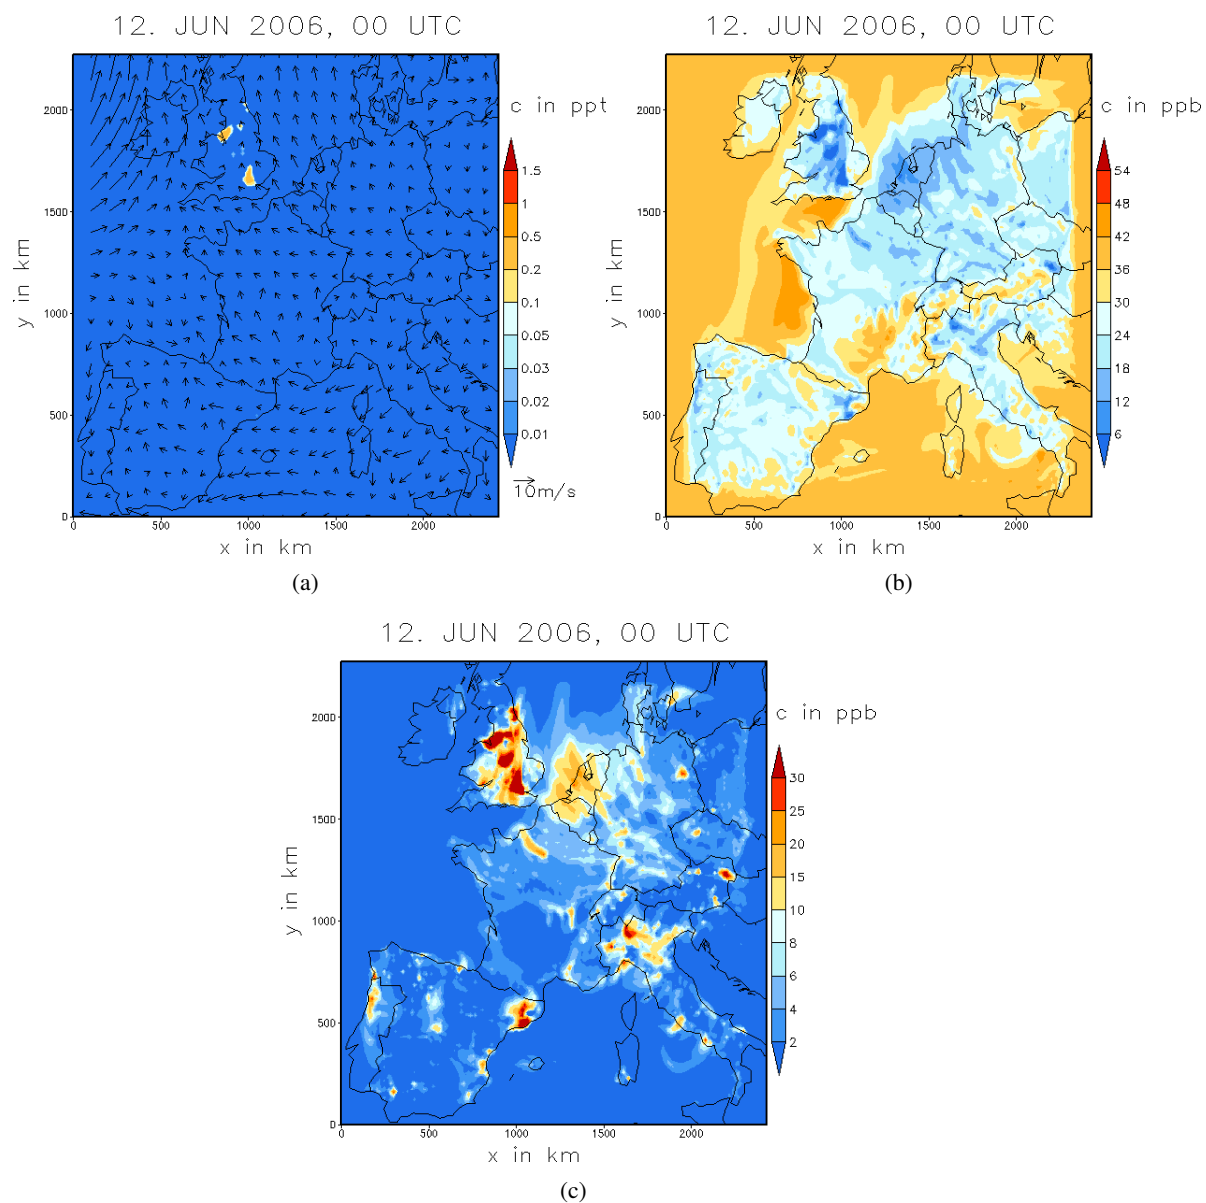 12. JUN 2006, 00 UTC
c in ppt
1.5
1
0.5
0.2
0.1
0.05
0.03
0.02
0.01
10m/s
y in km
2000
1500
1000
500
0
0 500 1000 1500 2000
x in km
(a)
12. JUN 2006, 00 UTC
c in ppb
54
48
42
36
30
24
18
12
6
y in km
2000
1500
1000
500
0
0 500 1000 1500 2000
x in km
(b)
12. JUN 2006, 00 UTC
c in ppb
30
25
20
15
10
8
6
4
2
y in km
2000
1500
1000
500
0
0 500 1000 1500 2000
x in km
(c)